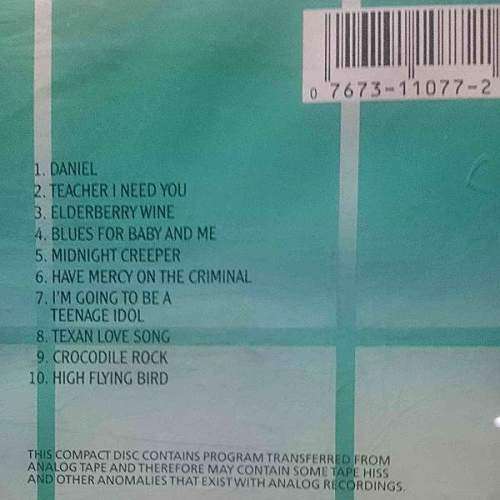 0 7673-11077-2
1. DANIEL
2. TEACHER I NEED YOU
3. ELDERBERRY WINE
4. BLUES FOR BABY AND ME
5. MIDNIGHT CREEPER
6. HAVE MERCY ON THE CRIMINAL
7. I'M GOING TO BE A
TEENAGE IDOL
8. TEXAN LOVE SONG
9. CROCODILE ROCK
10. HIGH FLYING BIRD
THIS COMPACT DISC CONTAINS PROGRAM TRANSFERRED FROM
ANALOG TAPE AND THEREFORE MAY CONTAIN SOME TAPE HISS
AND OTHER ANOMALIES THAT EXIST WITH ANALOG RECORDINGS.